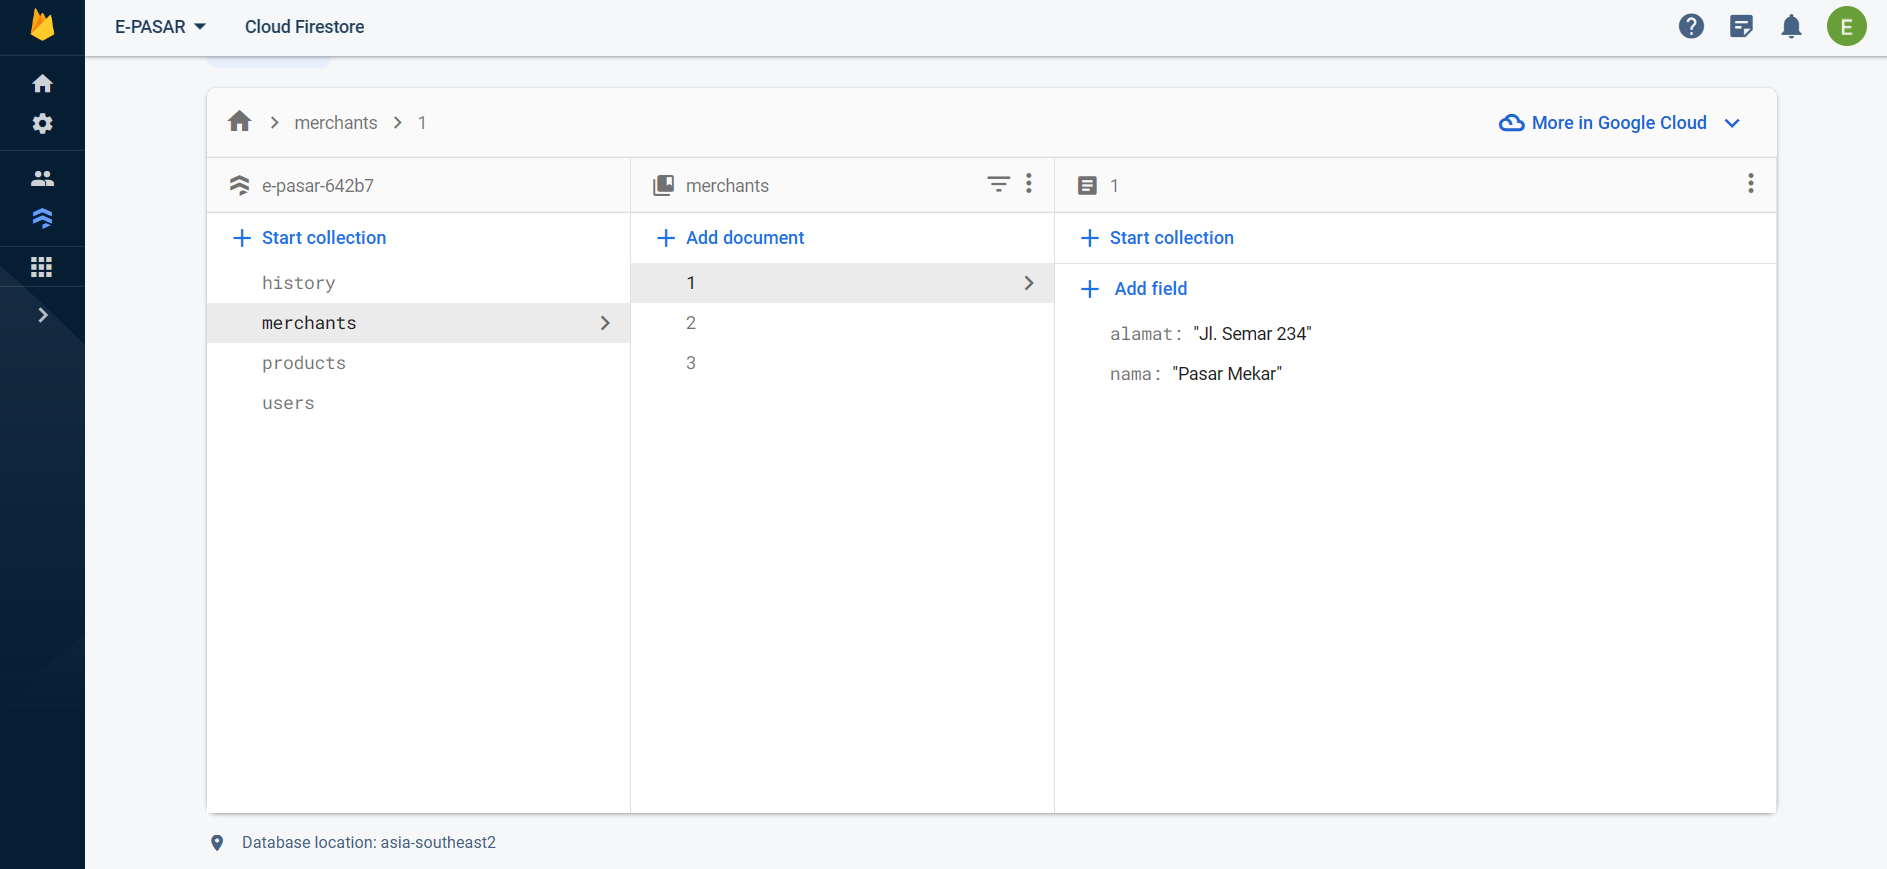 E-PASAR
Cloud Firestore
E
merchants
1
More in Google Cloud
e-pasar-642b7
merchants
1
Start collection
Add document
Start collection
history
merchants
products
users
1
2
3
Add field
alamat: "Jl. Semar 234"
nama: "Pasar Mekar"
Database location: asia-southeast2